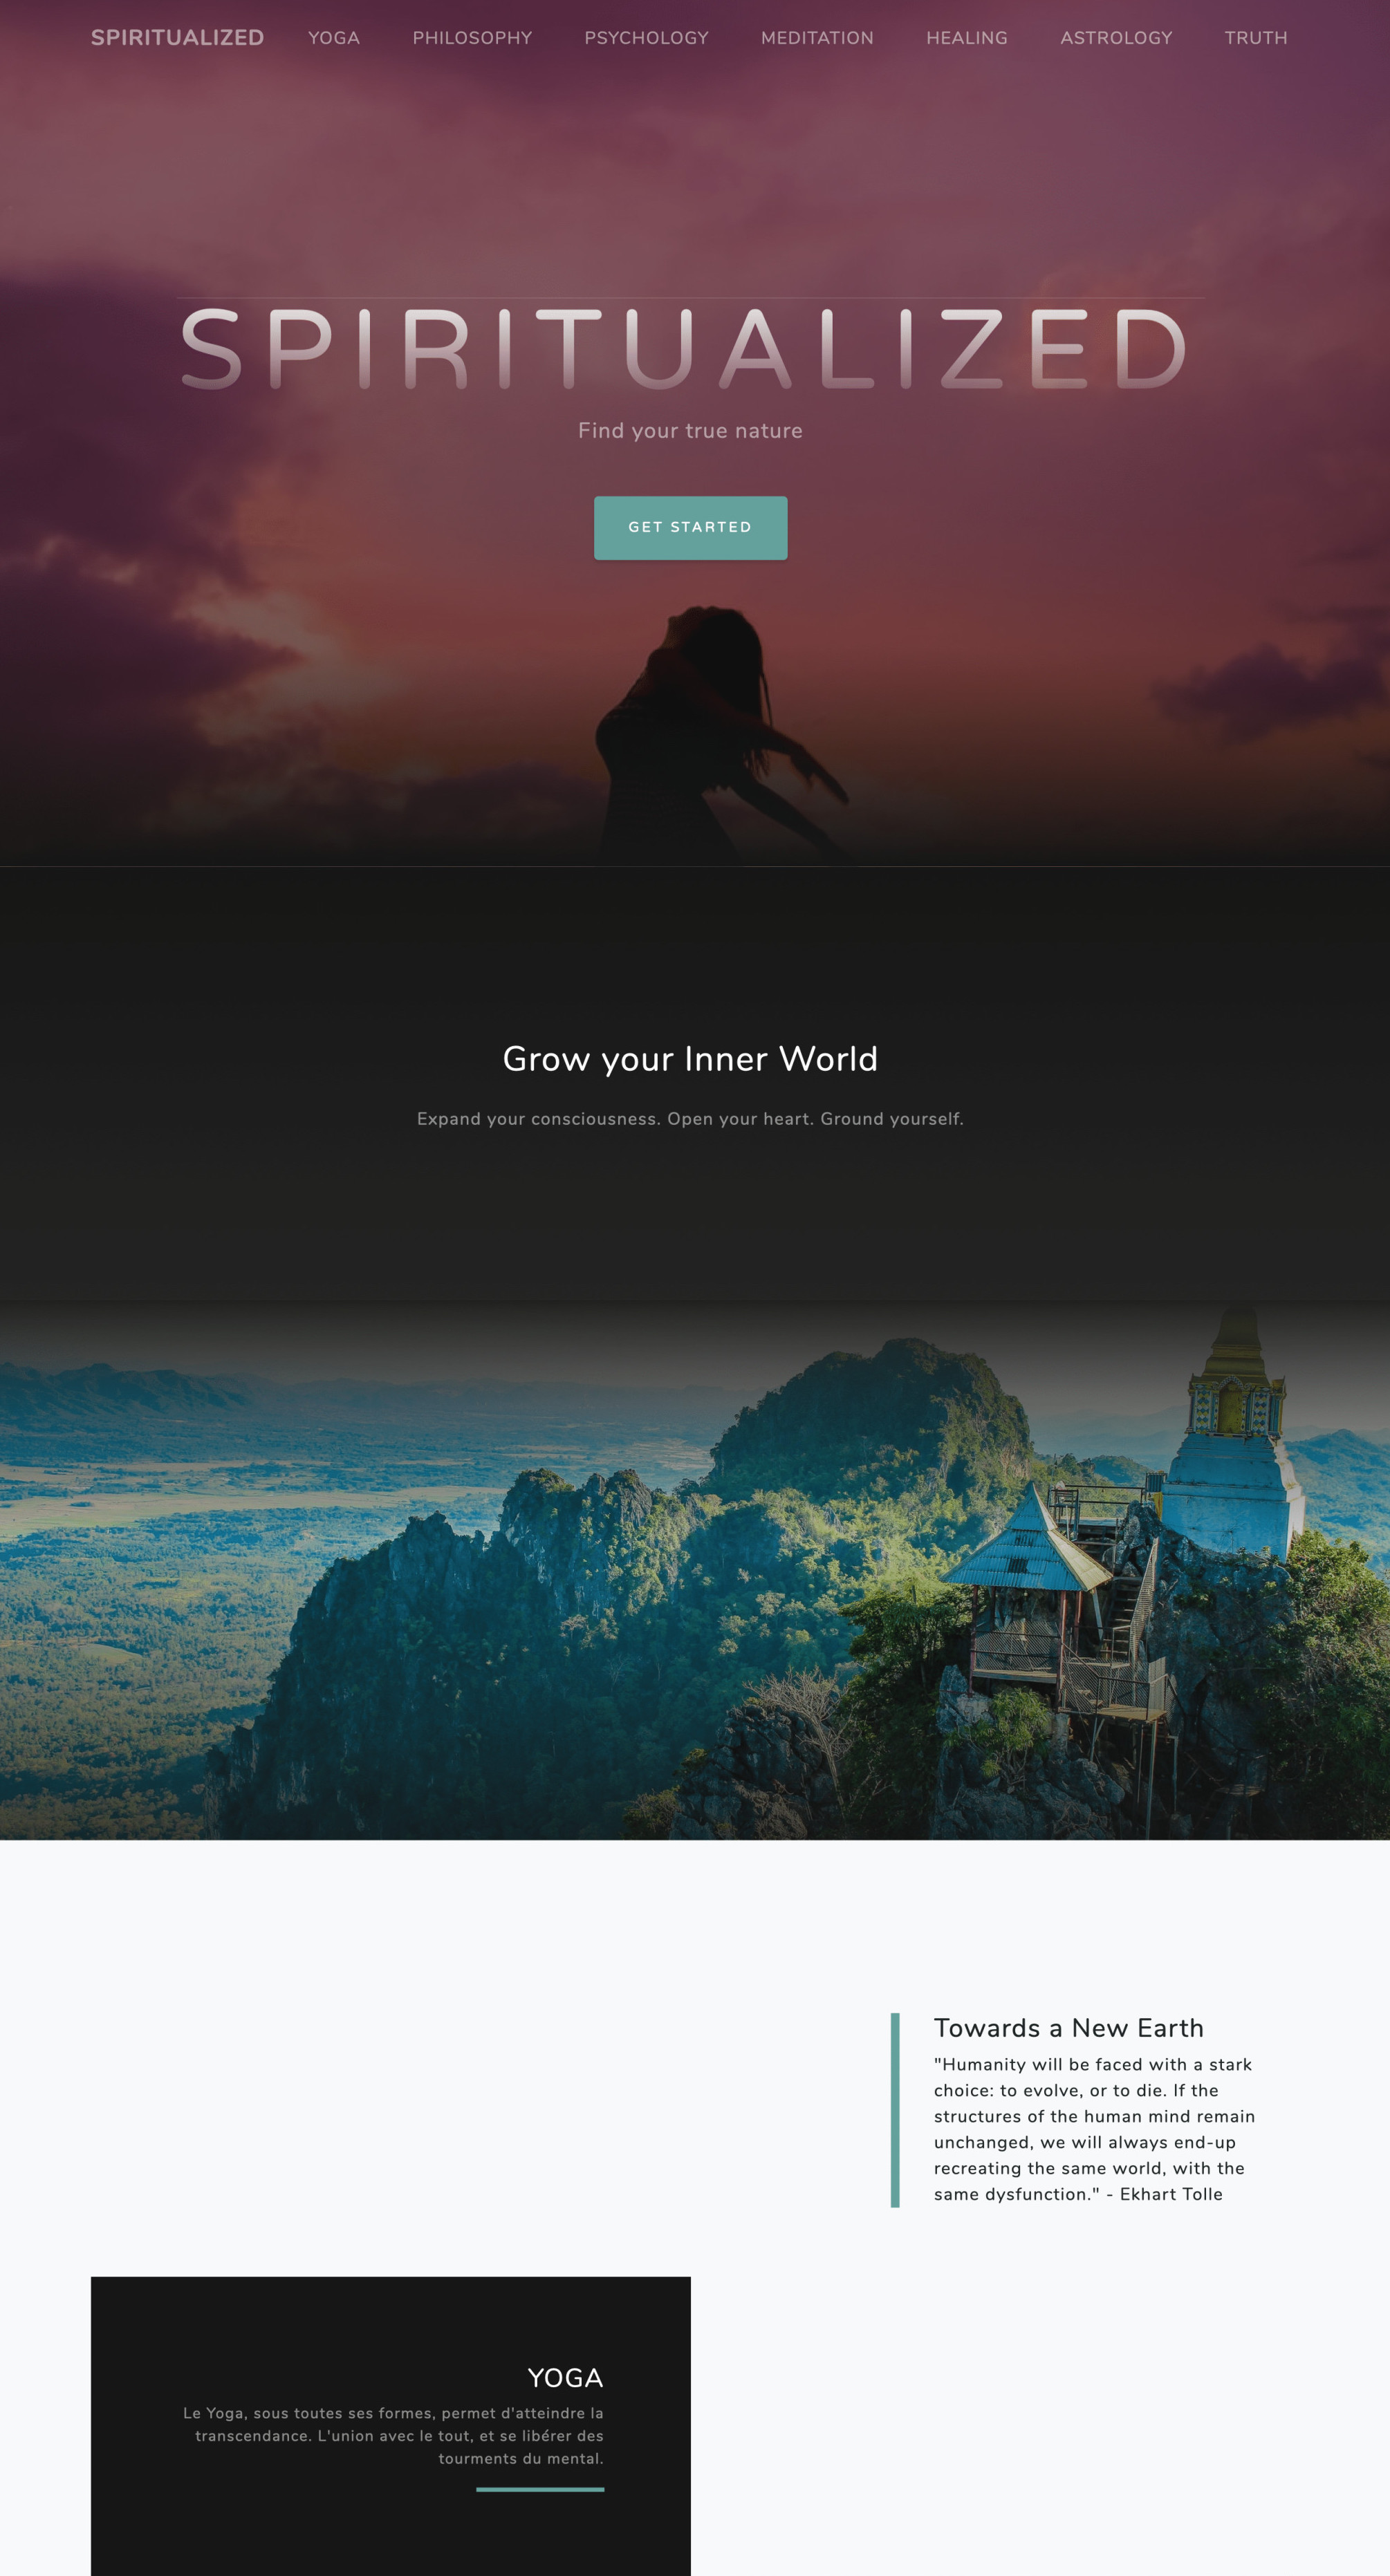 SPIRITUALIZED YOGA PHILOSOPHY PSYCHOLOGY MEDITATION HEALING ASTROLOGY TRUTH
SPIRITUALIZED
Find your true nature
GET STARTED
Grow your Inner World
Expand your consciousness. Open your heart. Ground yourself.
Towards a New Earth
"Humanity will be faced with a stark
choice: to evolve, or to die. If the
structures of the human mind remain
unchanged, we will always end-up
recreating the same world, with the
same dysfunction." - Ekhart Tolle
YOGA
Le Yoga, sous toutes ses formes, permet d'atteindre la
transcendance. L'union avec le tout, et se libérer des
tourments du mental.